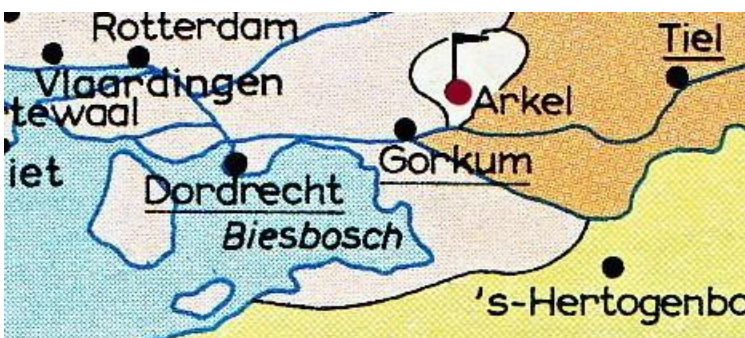 Rotterdam
Tiel
Vlaardingen
Arkel
tewaal
Gorkum
iet
Dordrecht
Biesbosch
's-Hertogenbo